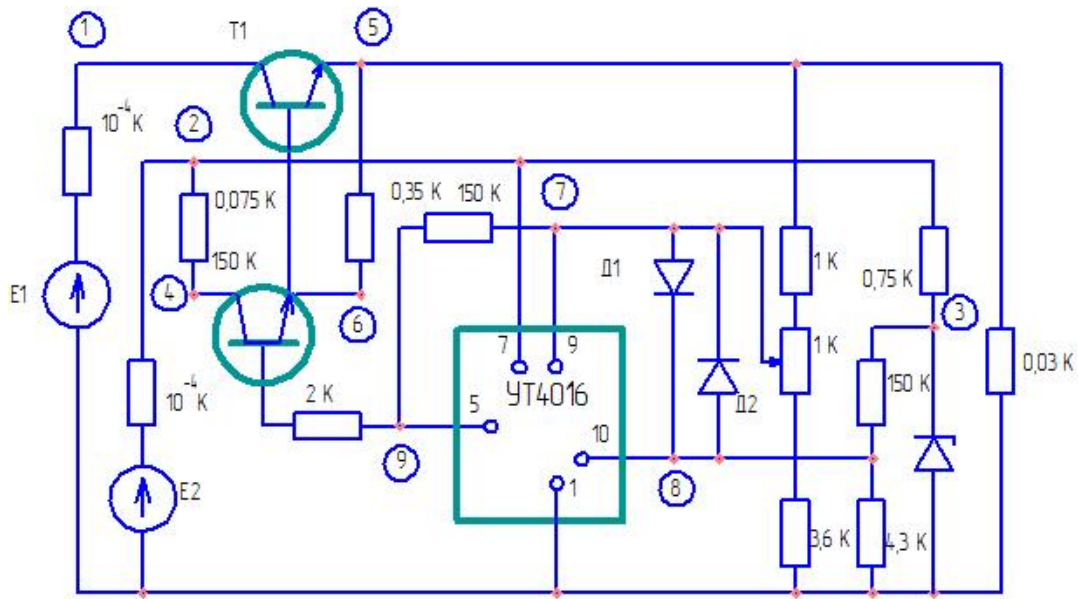 1
T1
5
10⁻⁴ K
2
0,075 K
0,35 K
150 K
7
150 K
Д1
1 K
0,75 K
E1
4
6
3
7
9
1 K
УТ4016
Д2
150 K
0,03 K
10⁻⁴ K
2 K
5
10
9
8
E2
1
3,6 K
4,3 K